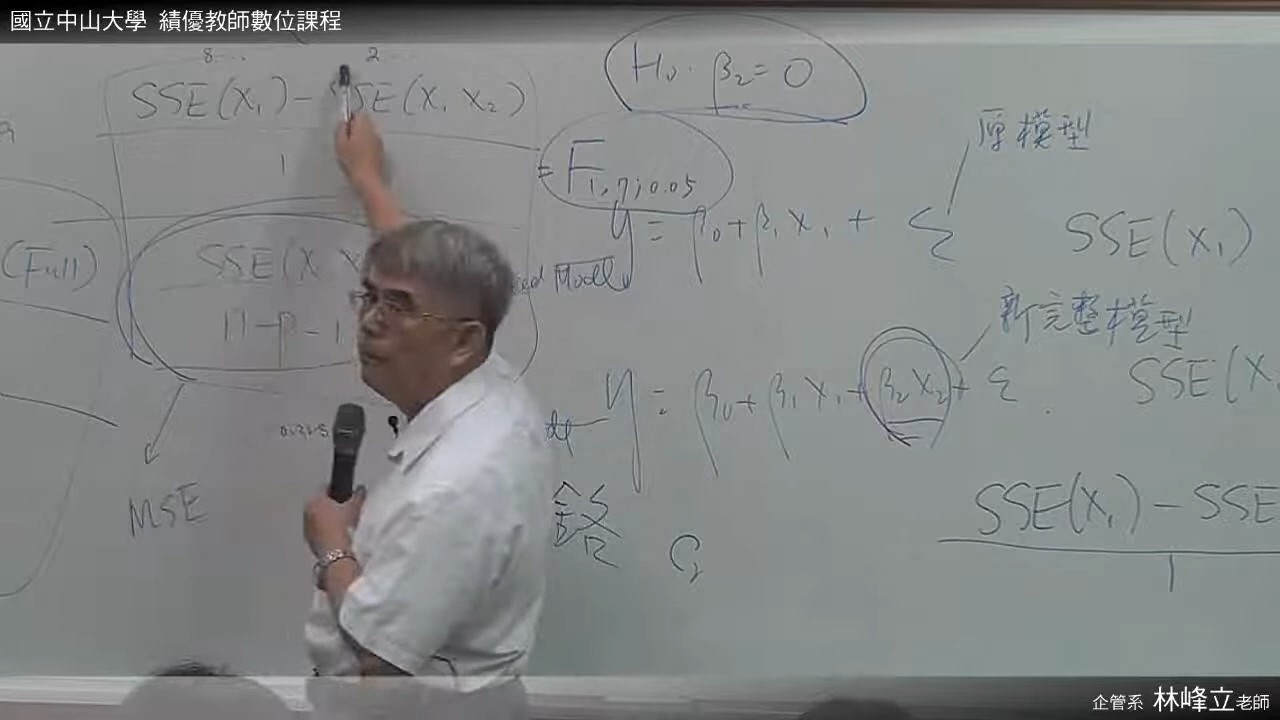 國立中山大學 績優教師數位課程
8... 2...
SSE(X₁) - SSE(X₁ X₂)
1
= F₁,₇;0.05
H₀: β₂ = 0
原模型
y = β₀ + β₁X₁ + ε
SSE(X₁)
(Full)
SSE(X
n-p-1
新完整模型
y = β₀ + β₁X₁ + β₂X₂ + ε
SSE(X
MSE
SSE(X₁) - SSE
1
企管系 林峰立老師